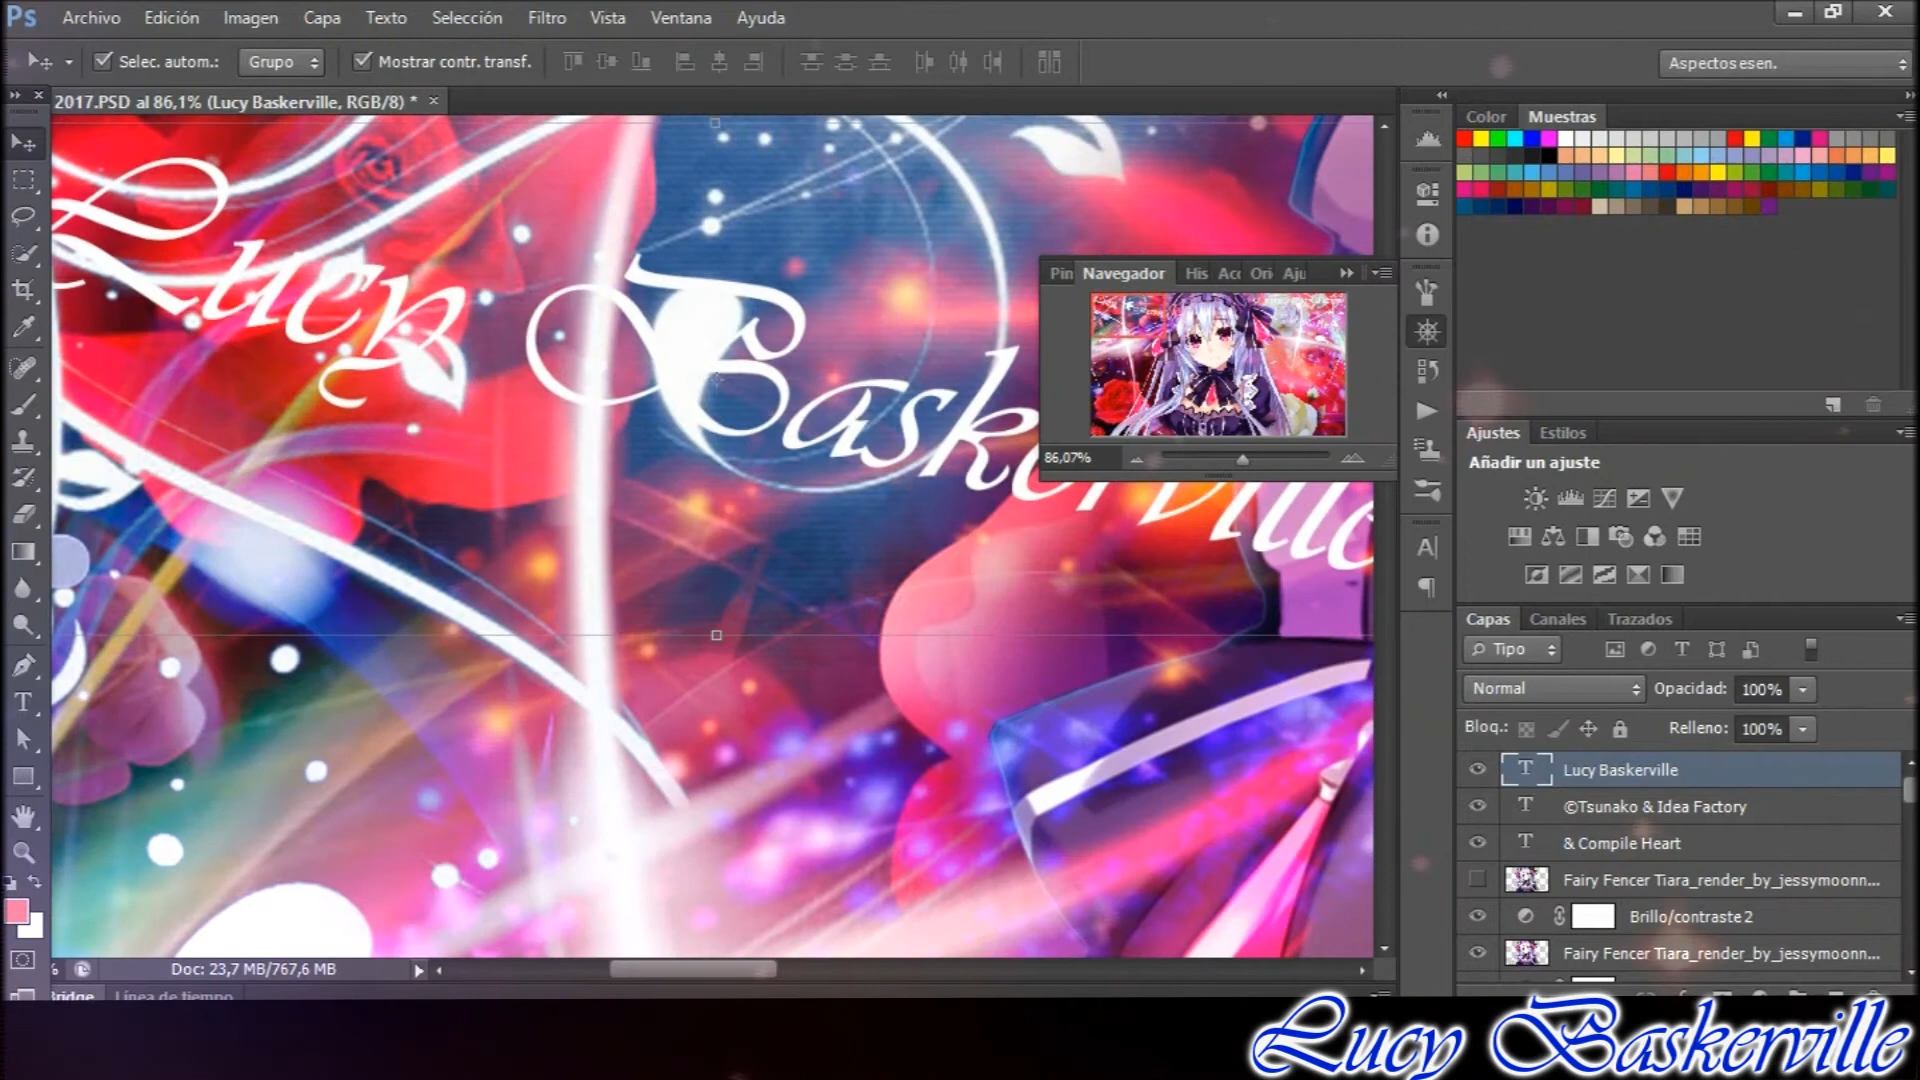 Ps Archivo Edición Imagen Capa Texto Selección Filtro Vista Ventana Ayuda
Selec. autom.: Grupo Mostrar contr. transf. Aspectos esen.
2017.PSD al 86,1% (Lucy Baskerville, RGB/8) *
Color Muestras
Lucy Baskerville
Pin Navegador His Acc Ori Aju
86,07%
Ajustes Estilos
Añadir un ajuste
Capas Canales Trazados
Tipo
Normal Opacidad: 100%
Bloq.: Relleno: 100%
Lucy Baskerville
©Tsunako & Idea Factory
& Compile Heart
Fairy Fencer Tiara_render_by_jessymoonn...
Brillo/contraste 2
Fairy Fencer Tiara_render_by_jessymoonn...
% Doc: 23,7 MB/767,6 MB
Bridge Línea de tiempo
Lucy Baskerville